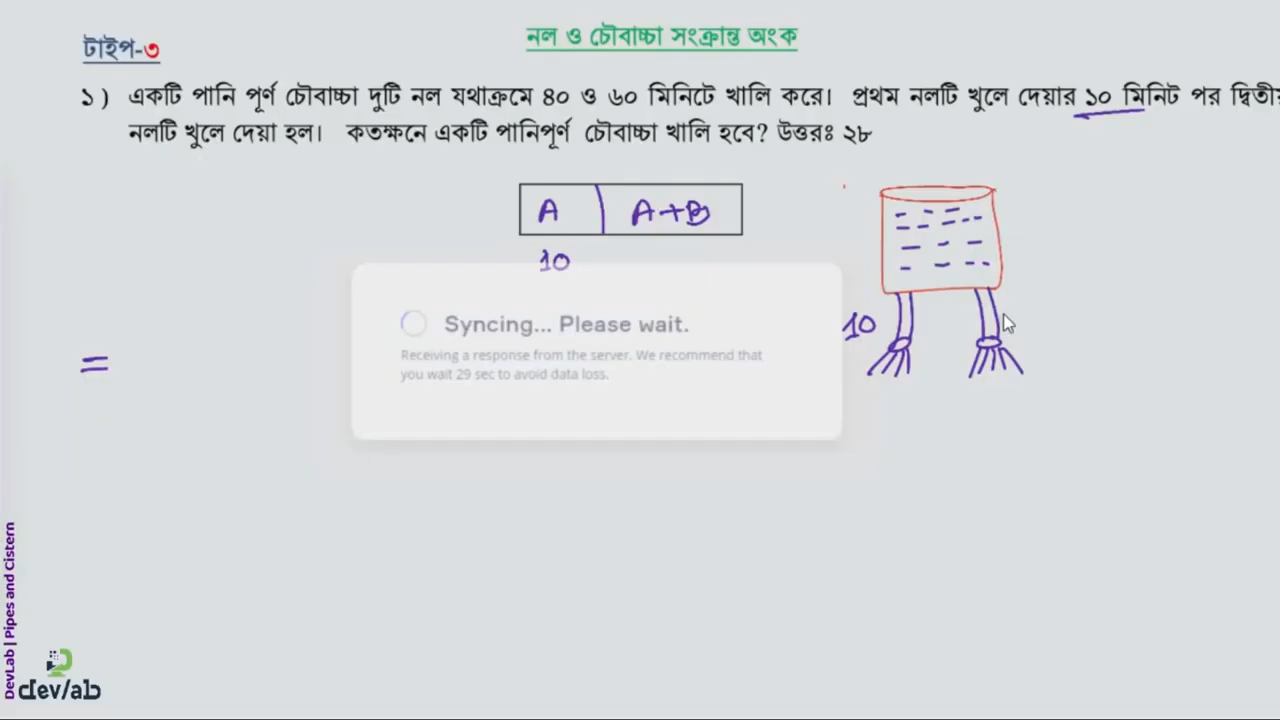 নল ও চৌবাচ্চা সংক্রান্ত অংক
টাইপ-৩
১ ) একটি পানি পূর্ণ চৌবাচ্চা দুটি নল যথাক্রমে ৪০ ও ৬০ মিনিটে খালি করে। প্রথম নলটি খুলে দেয়ার ১০ মিনিট পর দ্বিতীয়
নলটি খুলে দেয়া হল। কতক্ষনে একটি পানিপূর্ণ চৌবাচ্চা খালি হবে? উত্তরঃ ২৮
A A+B
10
Syncing... Please wait.
Receiving a response from the server. We recommend that
you wait 29 sec to avoid data loss.
10
=
DevLab | Pipes and Cistern
dev/ab